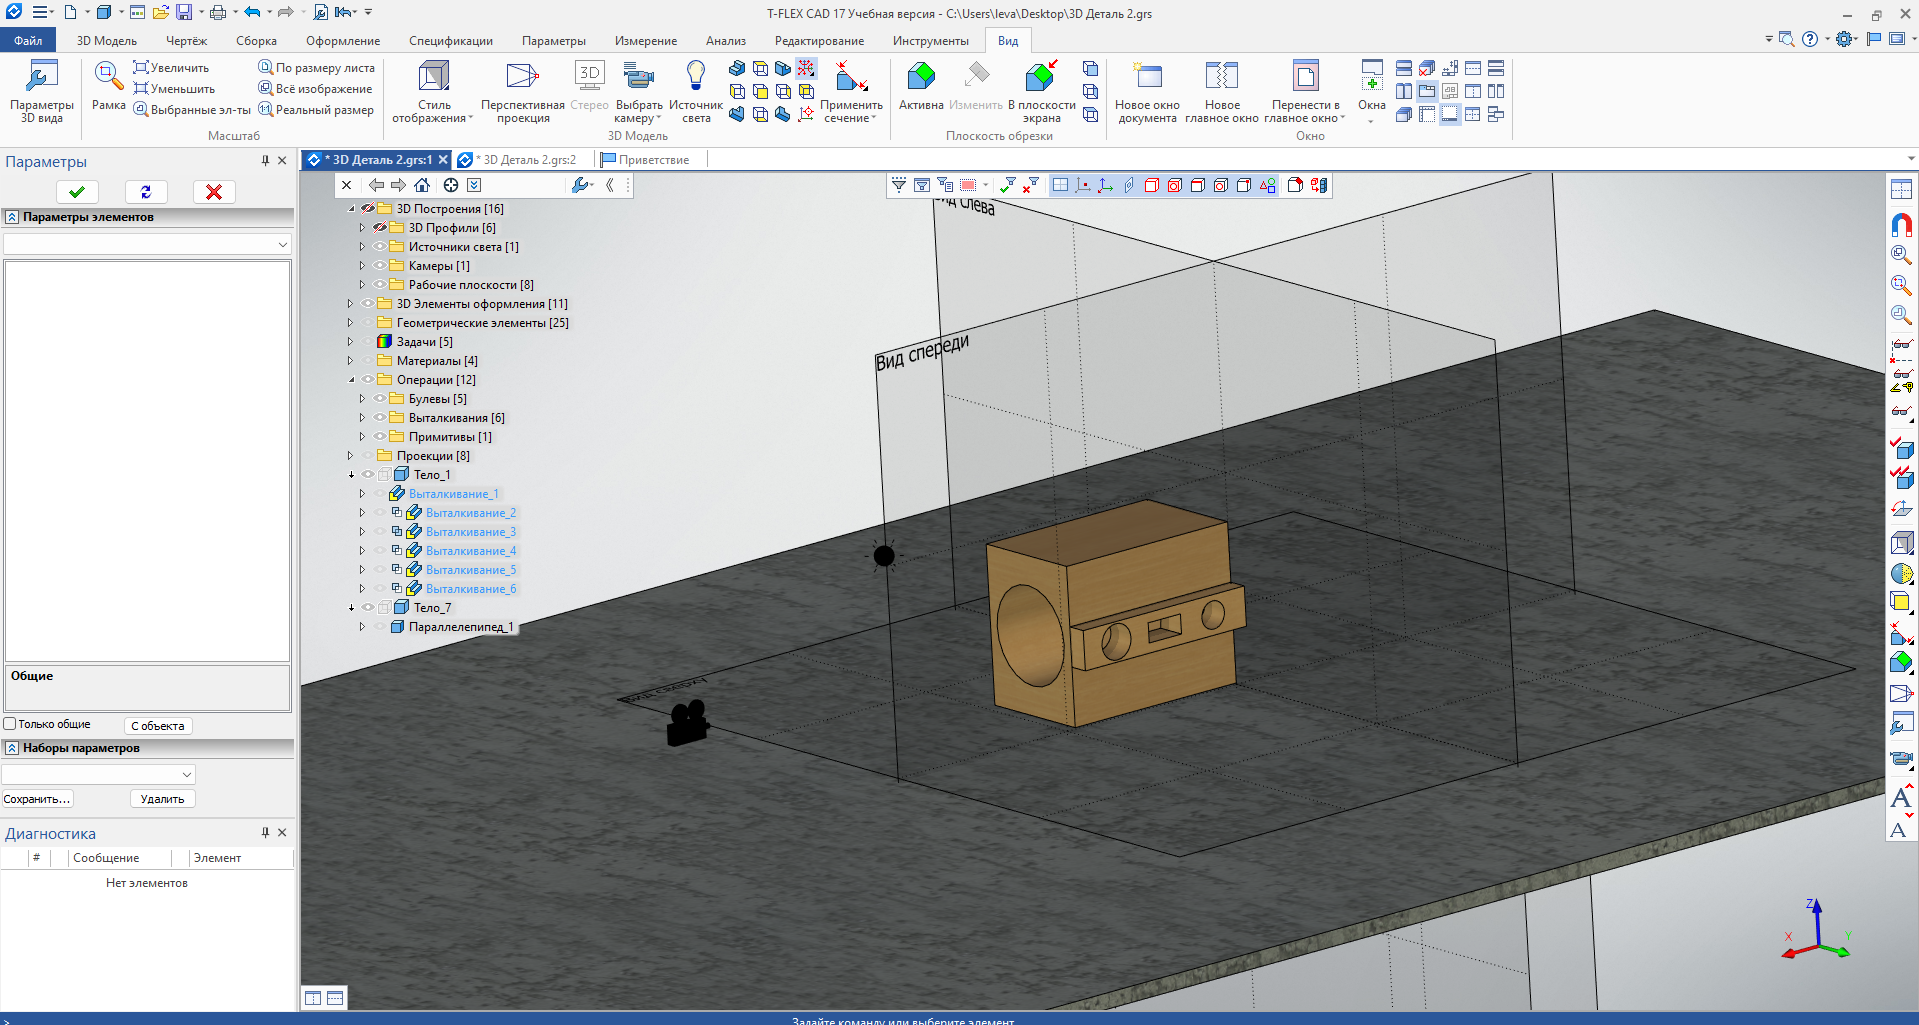 T-FLEX CAD 17 Учебная версия - C:\Users\leva\Desktop\3D Деталь 2.grs
Файл 3D Модель Чертёж Сборка Оформление Спецификации Параметры Измерение Анализ Редактирование Инструменты Вид
Параметры 3D вида
Рамка
Увеличить
Уменьшить
Выбранные эл-ты
По размеру листа
Всё изображение
Реальный размер
Масштаб
Стиль отображения
Перспективная проекция
3D
Стерео
Выбрать камеру
Источник света
Применить сечение
3D Модель
Активна
Изменить
В плоскости экрана
Плоскость обрезки
Новое окно документа
Новое главное окно
Перенести в главное окно
Окна
Окно
Параметры
* 3D Деталь 2.grs:1
* 3D Деталь 2.grs:2
Приветствие
Параметры элементов
Общие
Только общие
С объекта
Наборы параметров
Сохранить...
Удалить
Диагностика
# Сообщение Элемент
Нет элементов
3D Построения [16]
3D Профили [6]
Источники света [1]
Камеры [1]
Рабочие плоскости [8]
3D Элементы оформления [11]
Геометрические элементы [25]
Задачи [5]
Материалы [4]
Операции [12]
Булевы [5]
Выталкивания [6]
Примитивы [1]
Проекции [8]
Тело_1
Выталкивание_1
Выталкивание_2
Выталкивание_3
Выталкивание_4
Выталкивание_5
Выталкивание_6
Тело_7
Параллелепипед_1
Вид слева
Вид спереди
Вид сверху
Z
X
Y
A
A
> Задайте команду или выберите элемент